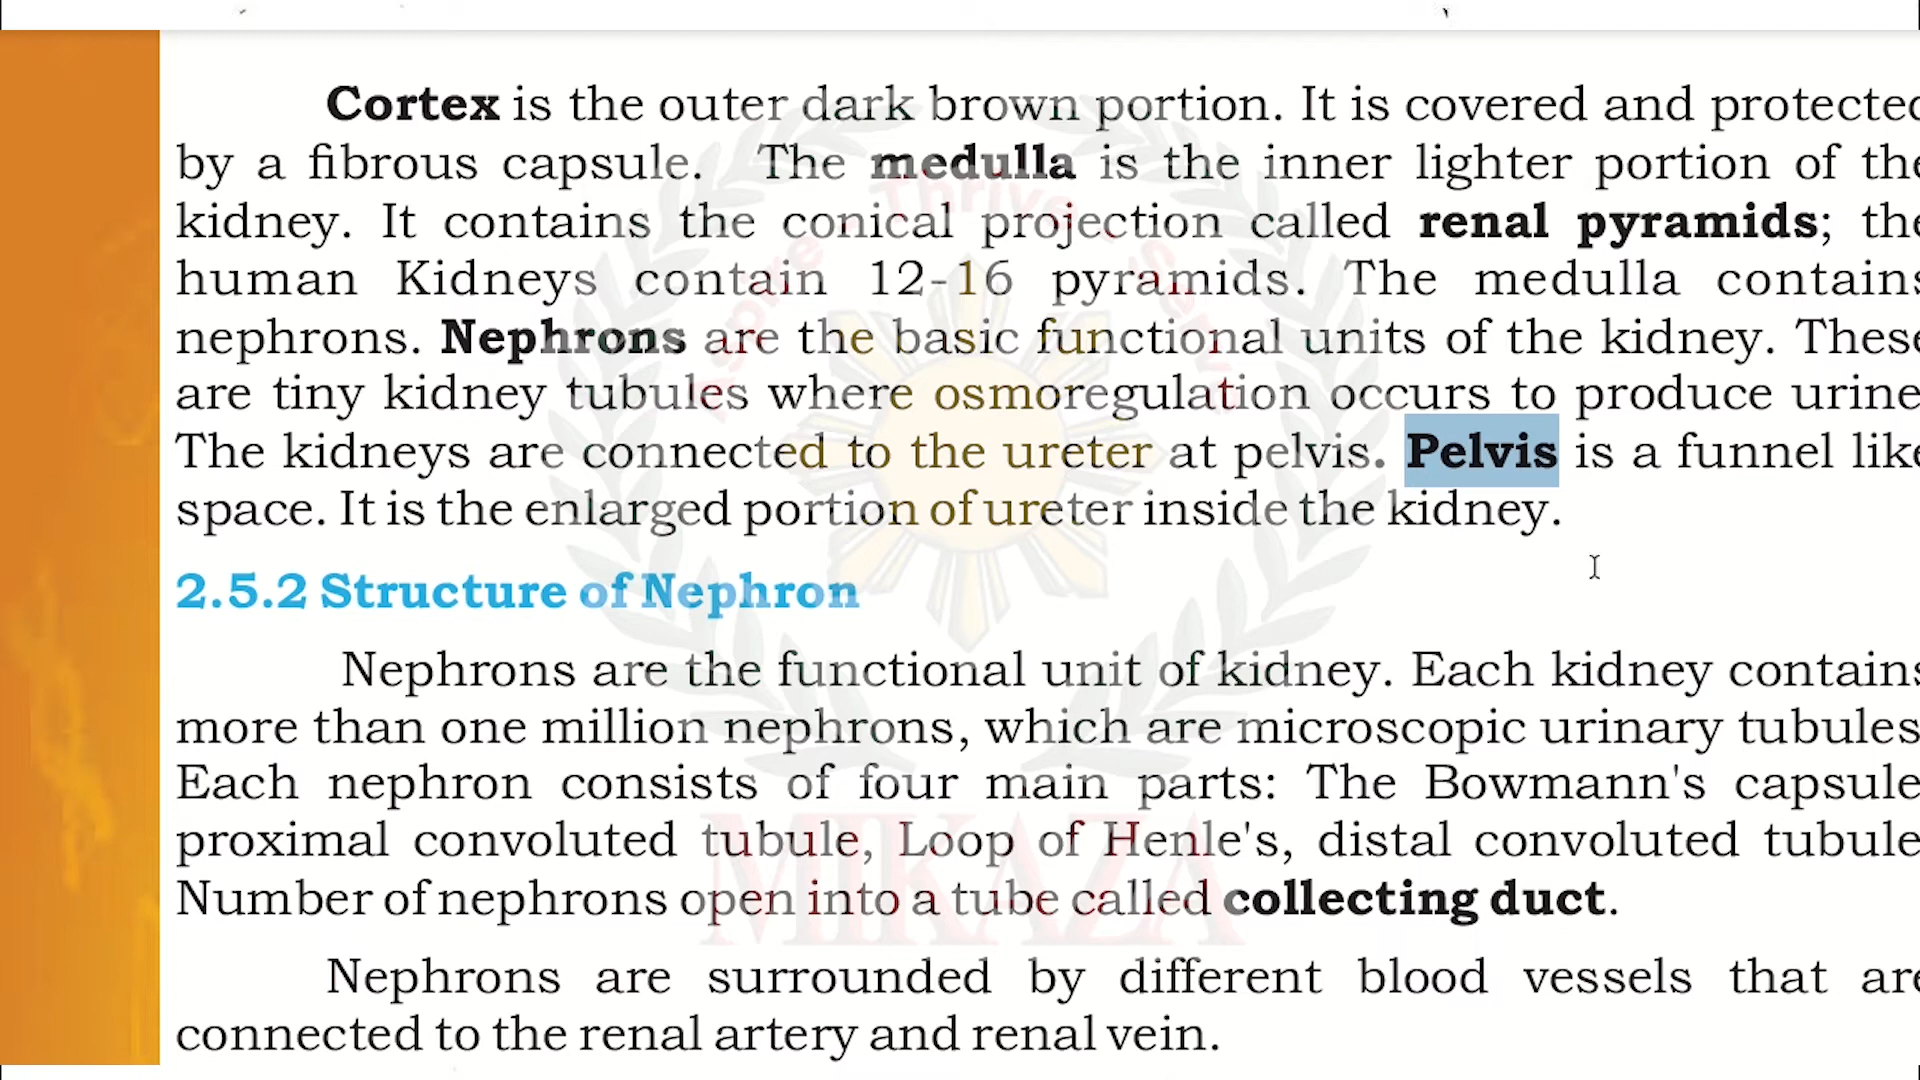 Cortex is the outer dark brown portion. It is covered and protected
by a fibrous capsule. The medulla is the inner lighter portion of the
kidney. It contains the conical projection called renal pyramids; the
human Kidneys contain 12-16 pyramids. The medulla contains
nephrons. Nephrons are the basic functional units of the kidney. These
are tiny kidney tubules where osmoregulation occurs to produce urine
The kidneys are connected to the ureter at pelvis. Pelvis is a funnel like
space. It is the enlarged portion of ureter inside the kidney.
2.5.2 Structure of Nephron
Nephrons are the functional unit of kidney. Each kidney contains
more than one million nephrons, which are microscopic urinary tubules
Each nephron consists of four main parts: The Bowmann's capsule
proximal convoluted tubule, Loop of Henle's, distal convoluted tubule
Number of nephrons open into a tube called collecting duct.
Nephrons are surrounded by different blood vessels that are
connected to the renal artery and renal vein.
Aspire Thrive Serve
MIKAZA